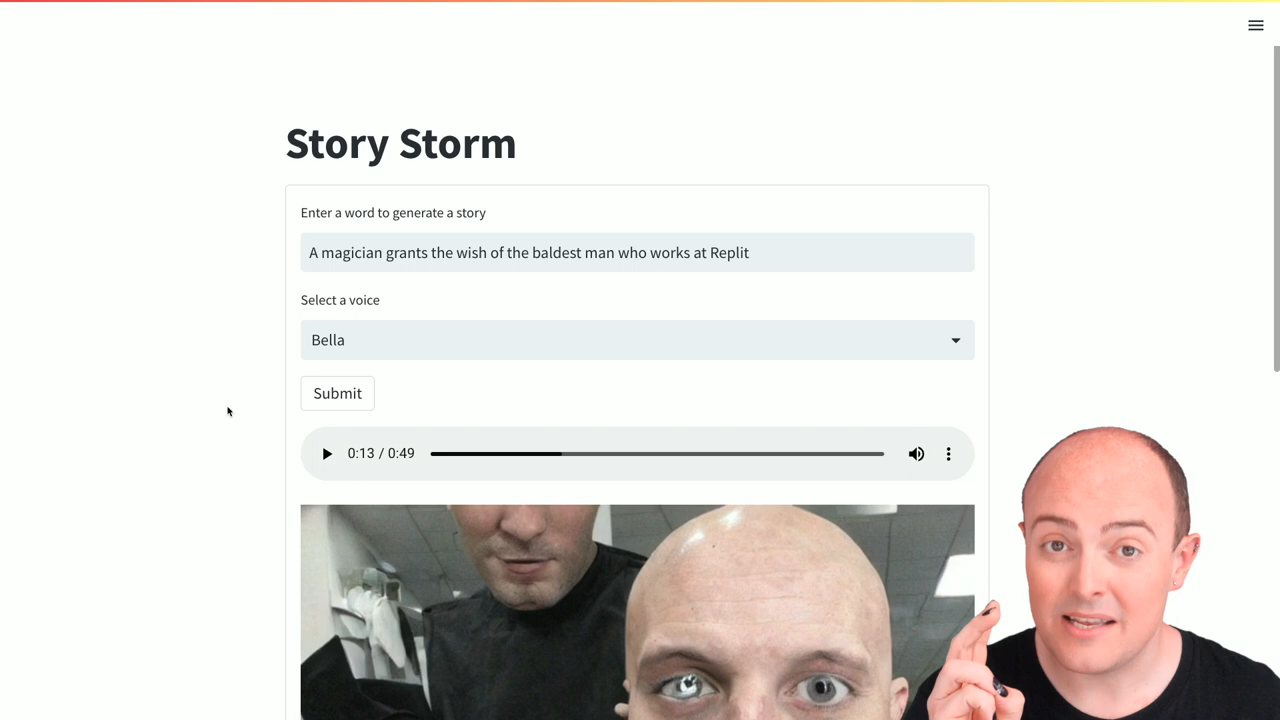 Story Storm
Enter a word to generate a story
A magician grants the wish of the baldest man who works at Replit
Select a voice
Bella
Submit
0:13 / 0:49